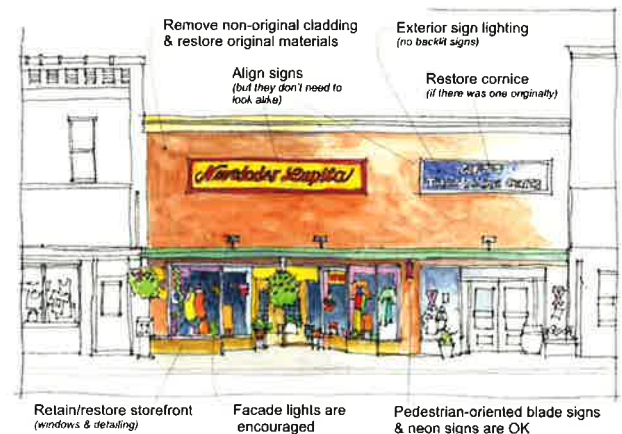 Remove non-original cladding
& restore original materials
Exterior sign lighting
(no backlit signs)
Align signs
(but they don't need to
look alike)
Restore cornice
(if there was one originally)
Novedades Lupita
Retain/restore storefront
(windows & detailing)
Facade lights are
encouraged
Pedestrian-oriented blade signs
& neon signs are OK